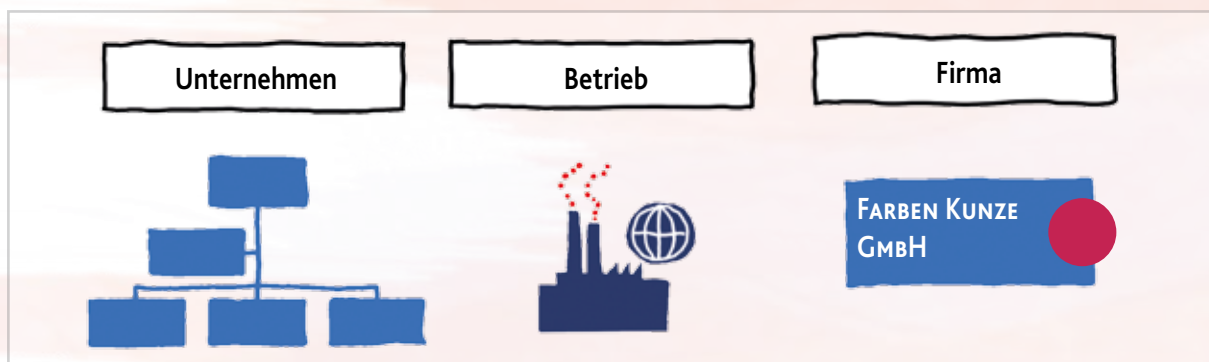 Unternehmen
Betrieb
Firma
FARBEN KUNZE
GMBH